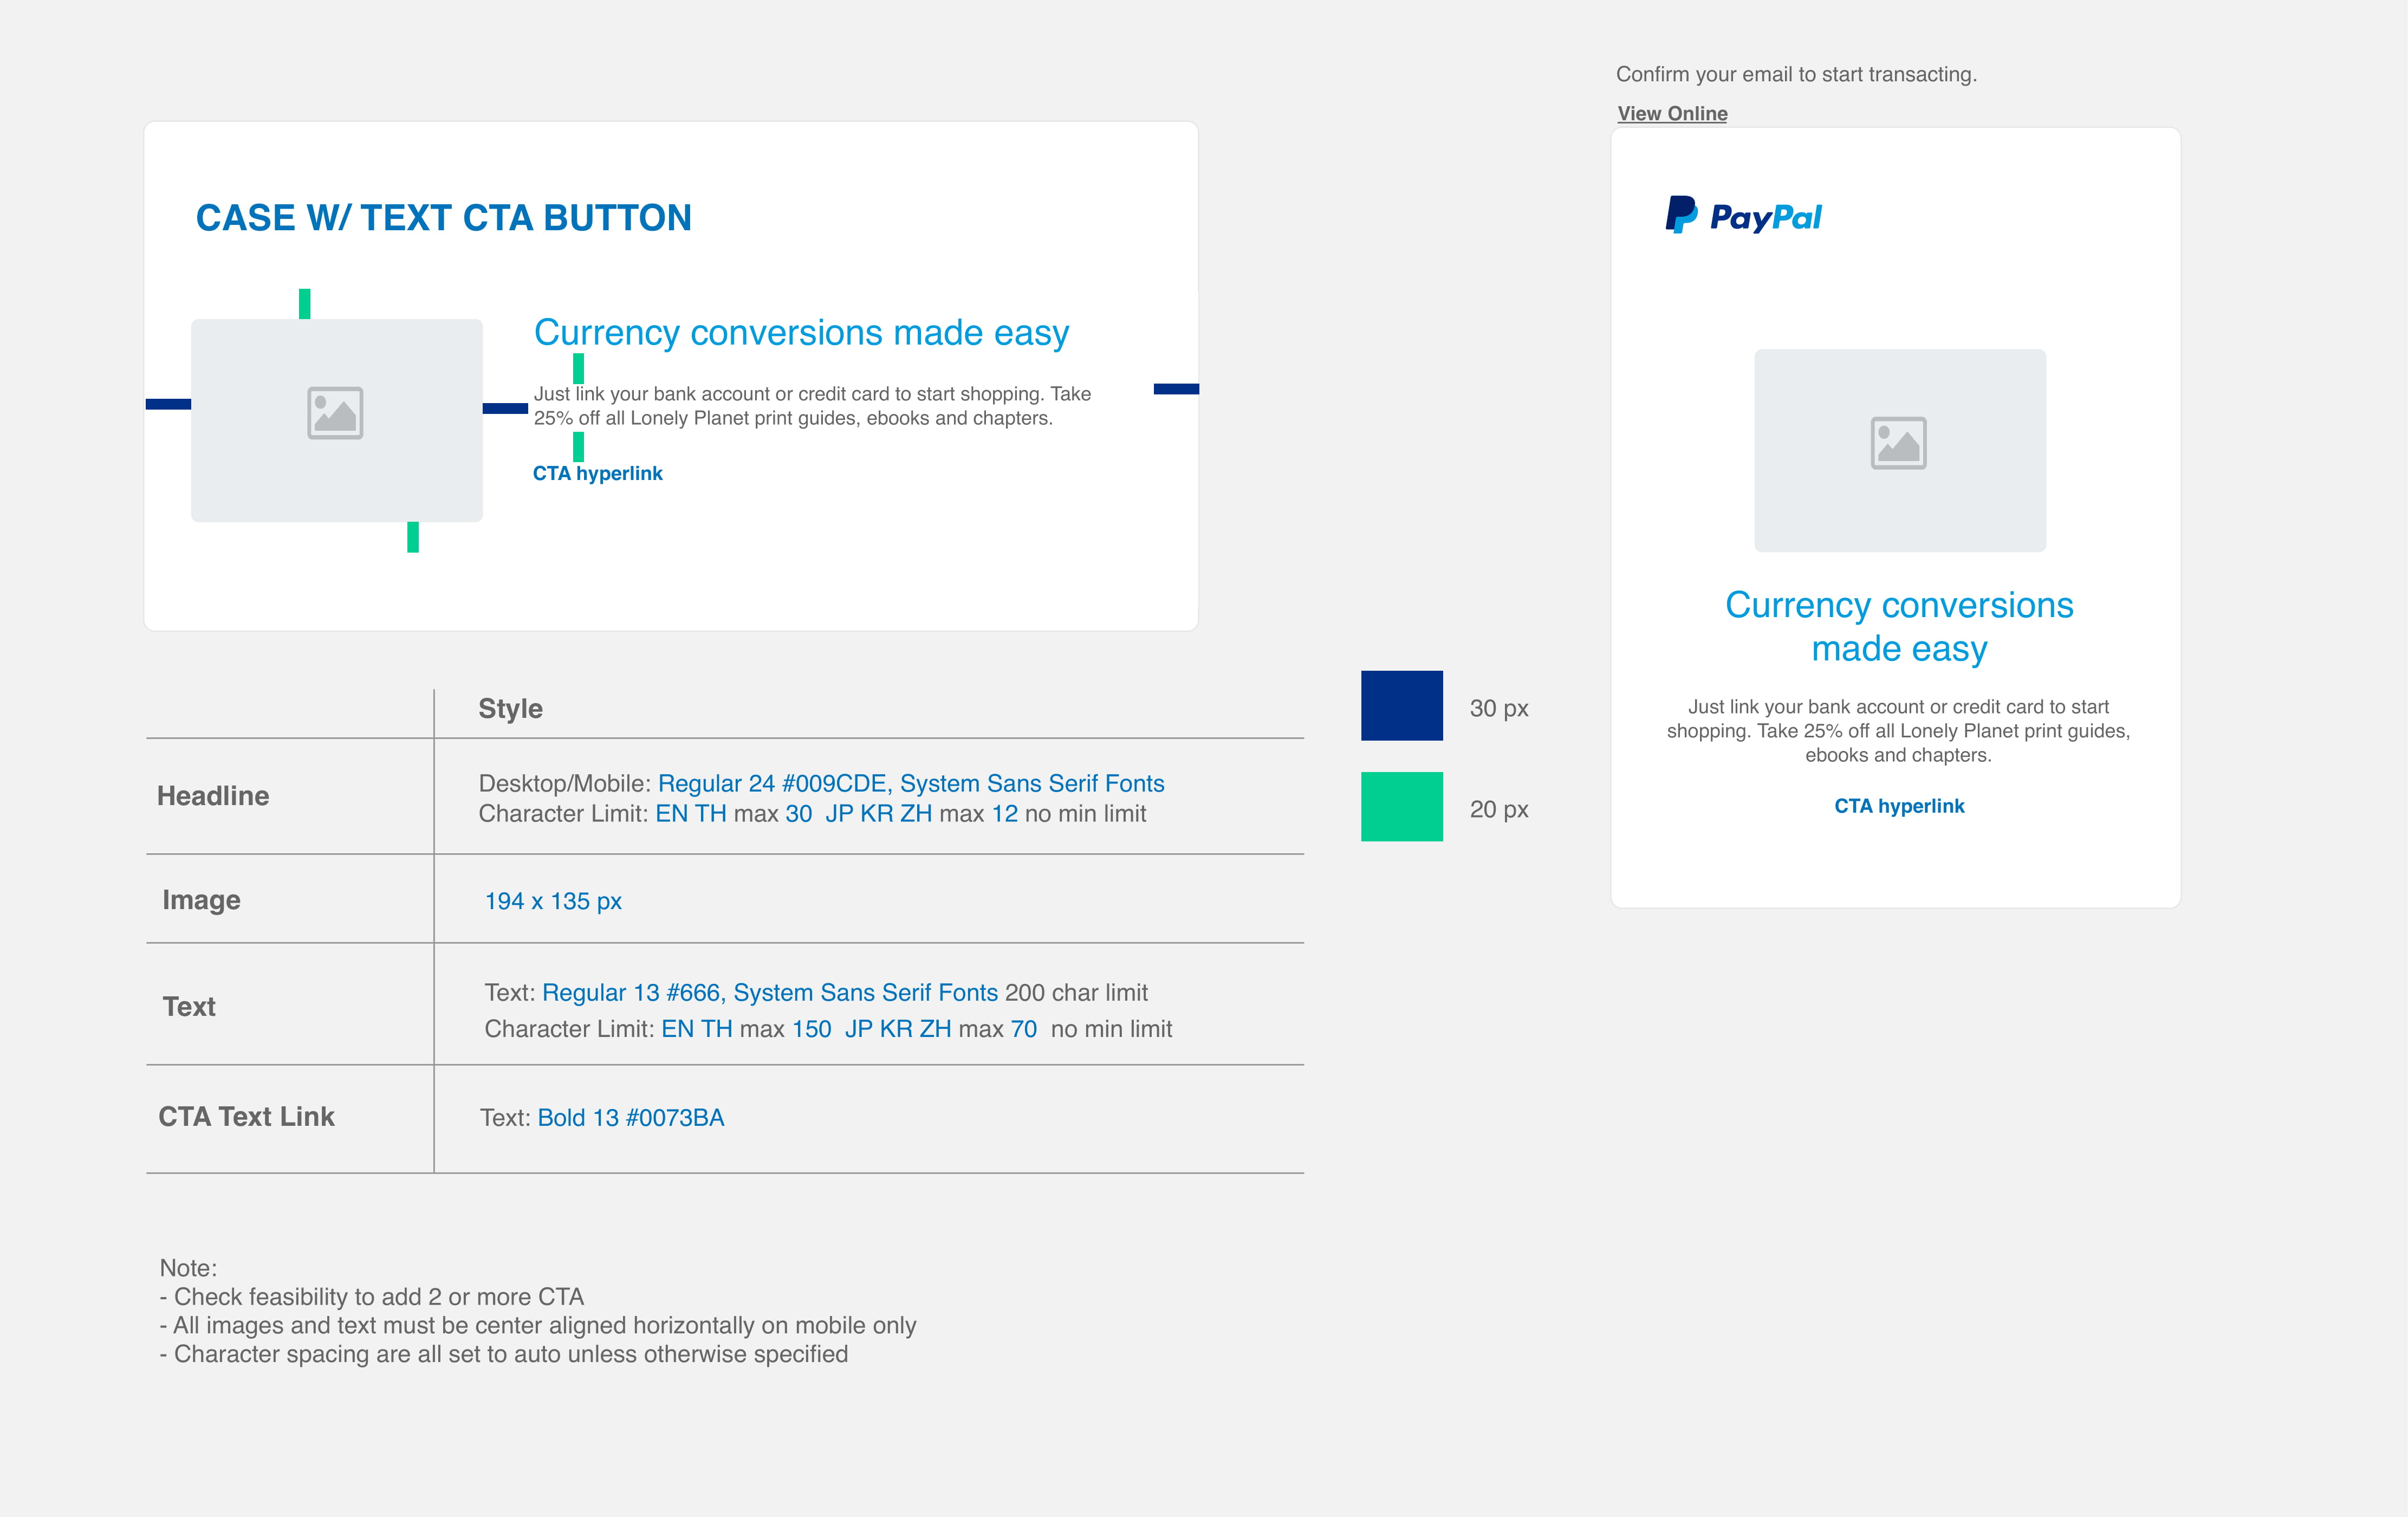 CASE W/ TEXT CTA BUTTON
Currency conversions made easy
Just link your bank account or credit card to start shopping. Take
25% off all Lonely Planet print guides, ebooks and chapters.
CTA hyperlink
Style
Headline
Desktop/Mobile: Regular 24 #009CDE, System Sans Serif Fonts
Character Limit: EN TH max 30  JP KR ZH max 12 no min limit
Image
194 x 135 px
Text
Text: Regular 13 #666, System Sans Serif Fonts 200 char limit
Character Limit: EN TH max 150  JP KR ZH max 70  no min limit
CTA Text Link
Text: Bold 13 #0073BA
30 px
20 px
Note:
- Check feasibility to add 2 or more CTA
- All images and text must be center aligned horizontally on mobile only
- Character spacing are all set to auto unless otherwise specified
Confirm your email to start transacting.
View Online
PayPal
Currency conversions
made easy
Just link your bank account or credit card to start
shopping. Take 25% off all Lonely Planet print guides,
ebooks and chapters.
CTA hyperlink